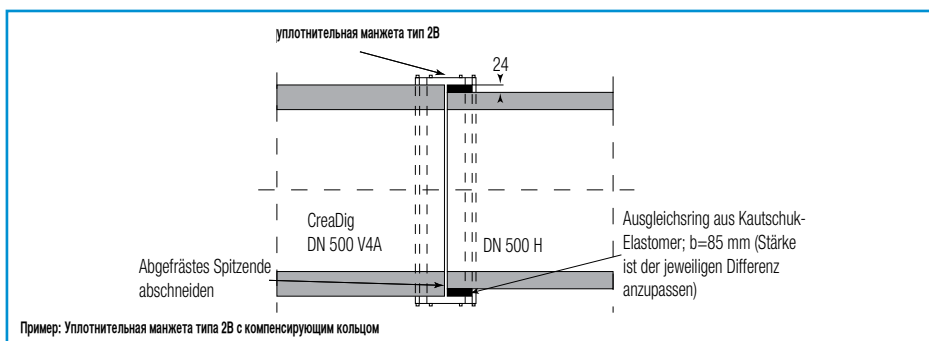 уплотнительная манжета тип 2В
24
CreaDig
DN 500 V4A
DN 500 H
Ausgleichsring aus Kautschuk-
Elastomer; b=85 mm (Stärke
ist der jeweiligen Differenz
anzupassen)
Abgefrästes Spitzende
abschneiden
Пример: Уплотнительная манжета типа 2В с компенсирующим кольцом